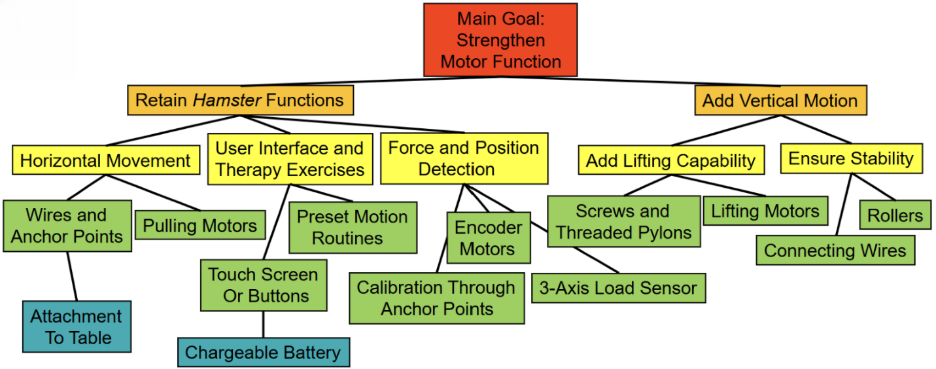 Main Goal:
Strengthen
Motor Function
Retain Hamster Functions
Add Vertical Motion
Horizontal Movement
User Interface and
Therapy Exercises
Force and Position
Detection
Add Lifting Capability
Ensure Stability
Wires and
Anchor Points
Pulling Motors
Preset Motion
Routines
Encoder
Motors
Screws and
Threaded Pylons
Lifting Motors
Rollers
Connecting Wires
Touch Screen
Or Buttons
Calibration Through
Anchor Points
3-Axis Load Sensor
Attachment
To Table
Chargeable Battery